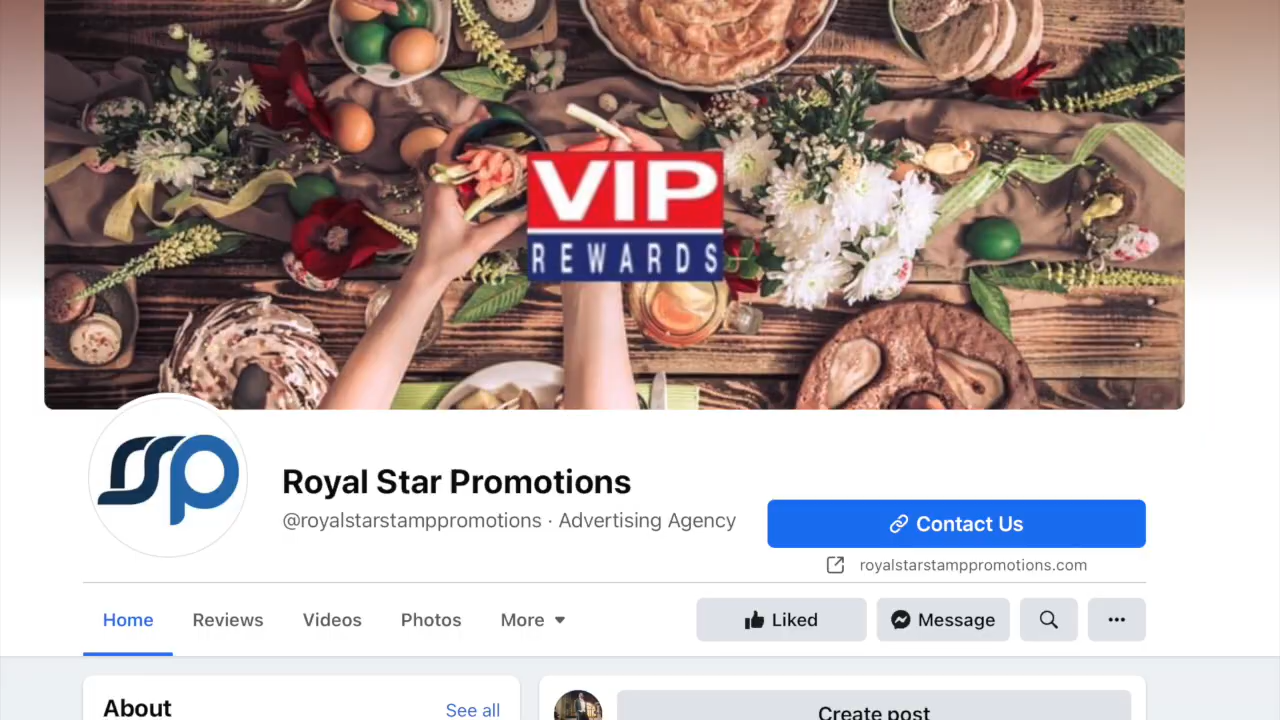 VIP
REWARDS
ssp
Royal Star Promotions
@royalstarstamppromotions · Advertising Agency
Contact Us
royalstarstamppromotions.com
Home Reviews Videos Photos More
Liked Message
About See all
Create post